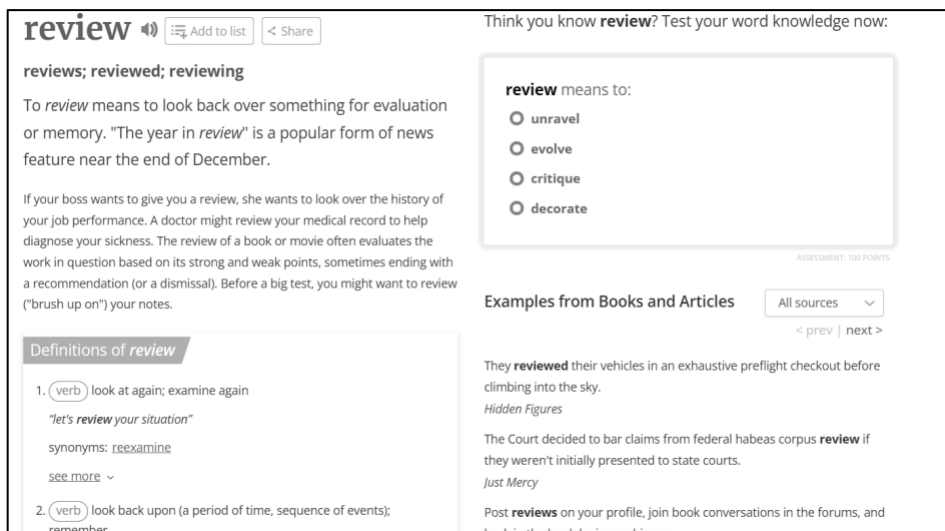 review Add to list Share
reviews; reviewed; reviewing
To review means to look back over something for evaluation
or memory. "The year in review" is a popular form of news
feature near the end of December.
If your boss wants to give you a review, she wants to look over the history of
your job performance. A doctor might review your medical record to help
diagnose your sickness. The review of a book or movie often evaluates the
work in question based on its strong and weak points, sometimes ending with
a recommendation (or a dismissal). Before a big test, you might want to review
("brush up on") your notes.
Definitions of review
1. verb look at again; examine again
"let's review your situation"
synonyms: reexamine
see more
2. verb look back upon (a period of time, sequence of events);
remember
Think you know review? Test your word knowledge now:
review means to:
unravel
evolve
critique
decorate
ASSESSMENT: 100 POINTS
Examples from Books and Articles All sources
< prev | next >
They reviewed their vehicles in an exhaustive preflight checkout before
climbing into the sky.
Hidden Figures
The Court decided to bar claims from federal habeas corpus review if
they weren't initially presented to state courts.
Just Mercy
Post reviews on your profile, join book conversations in the forums, and